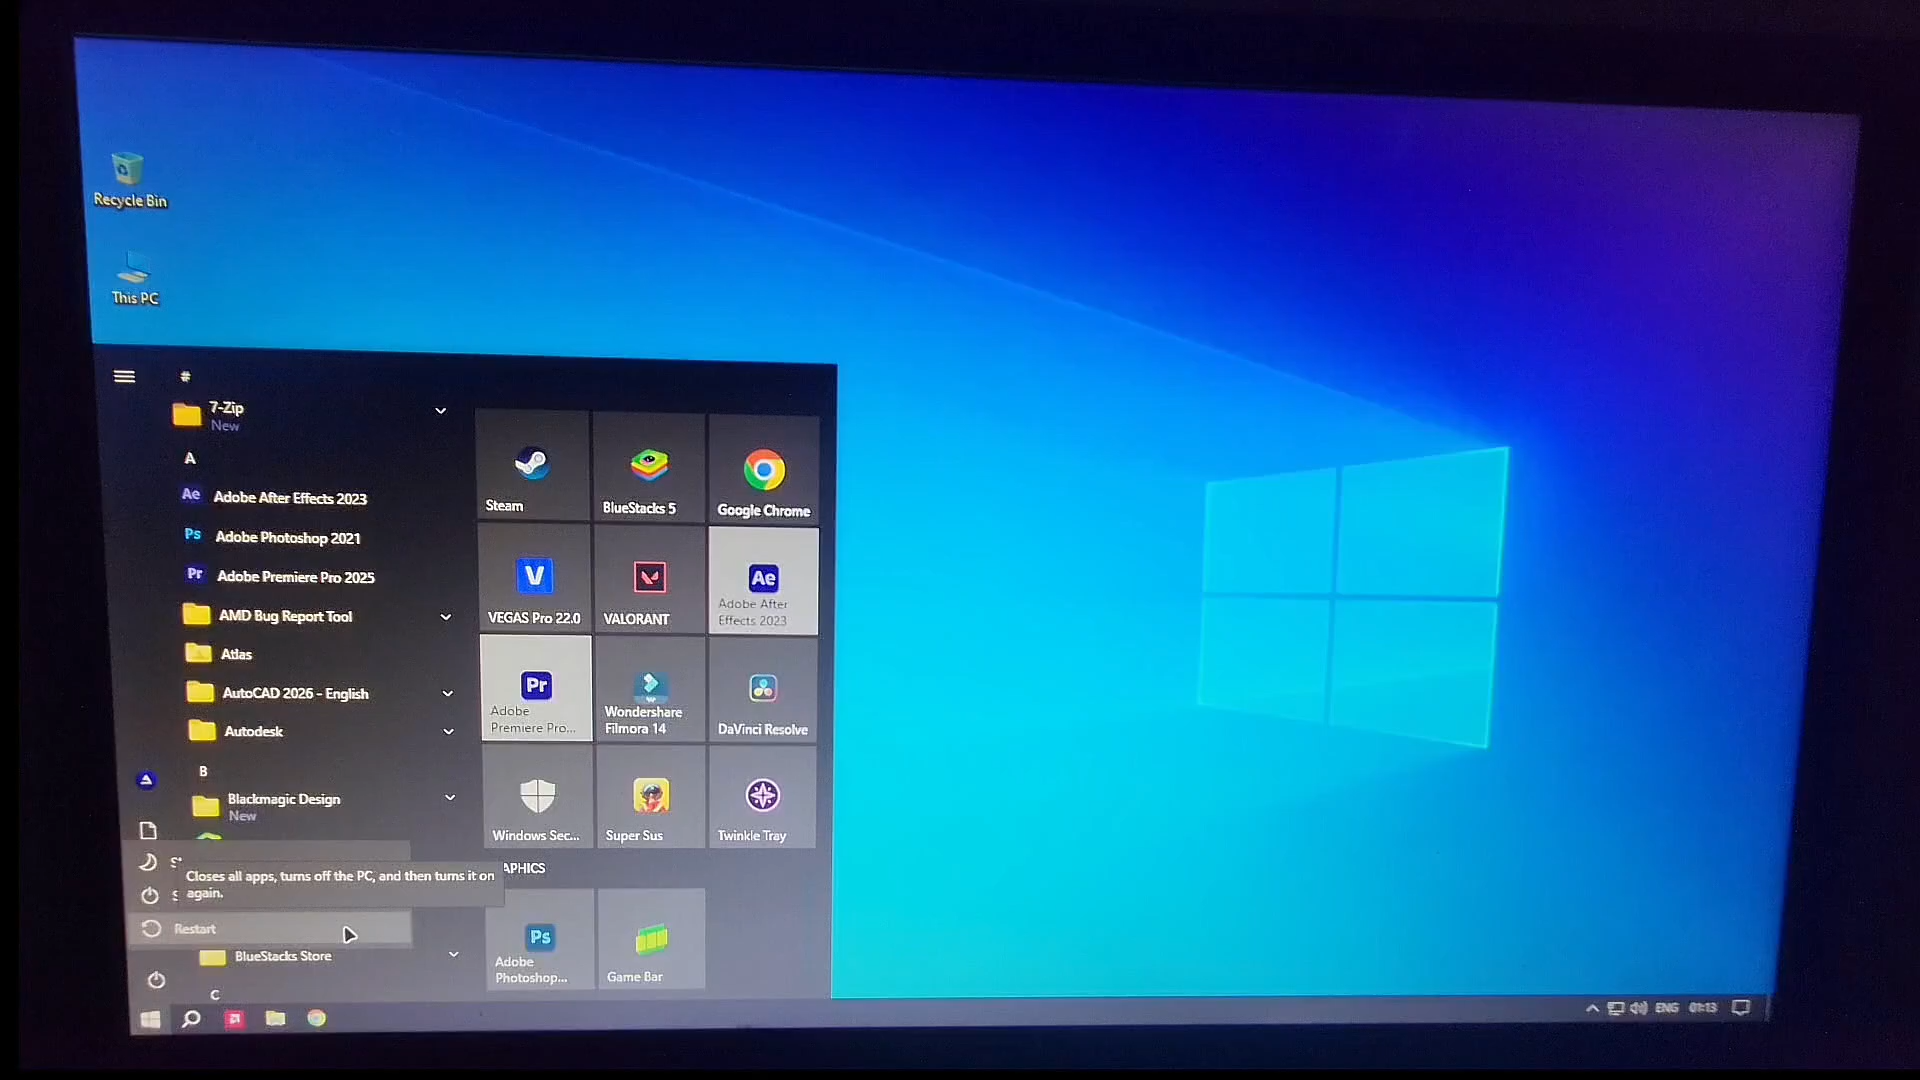 Recycle Bin
This PC
#
7-Zip
New
A
Ae Adobe After Effects 2023
Ps Adobe Photoshop 2021
Pr Adobe Premiere Pro 2025
AMD Bug Report Tool
Atlas
AutoCAD 2026 - English
Autodesk
B
Blackmagic Design
New
Closes all apps, turns off the PC, and then turns it on
again.
Restart
BlueStacks Store
C
Steam
BlueStacks 5
Google Chrome
V
VEGAS Pro 22.0
VALORANT
Ae
Adobe After
Effects 2023
Pr
Adobe
Premiere Pro...
Wondershare
Filmora 14
DaVinci Resolve
Windows Sec...
Super Sus
Twinkle Tray
APHICS
Ps
Adobe
Photoshop...
Game Bar
ENG
01:13